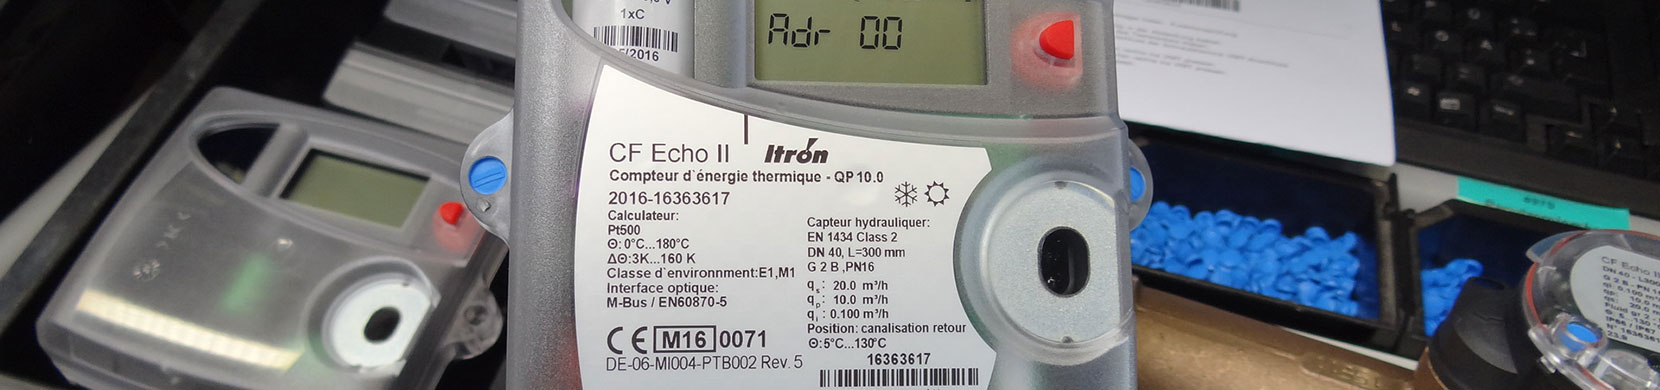 1xC
/2016
Adr 00
CF Echo II Itron
Compteur d`énergie thermique - QP 10.0
2016-16363617
Calculateur:
Pt500
Θ: 0°C...180°C
ΔΘ: 3K...160 K
Classe d`environnment:E1,M1
Interface optique:
M-Bus / EN60870-5
CE M16 0071
DE-06-MI004-PTB002 Rev. 5
Capteur hydrauliquer:
EN 1434 Class 2
DN 40, L=300 mm
G 2 B ,PN16
qs: 20.0 m³/h
qp: 10.0 m³/h
qi: 0.100 m³/h
Position: canalisation retour
Θ:5°C...130°C
16363617
CF Echo II